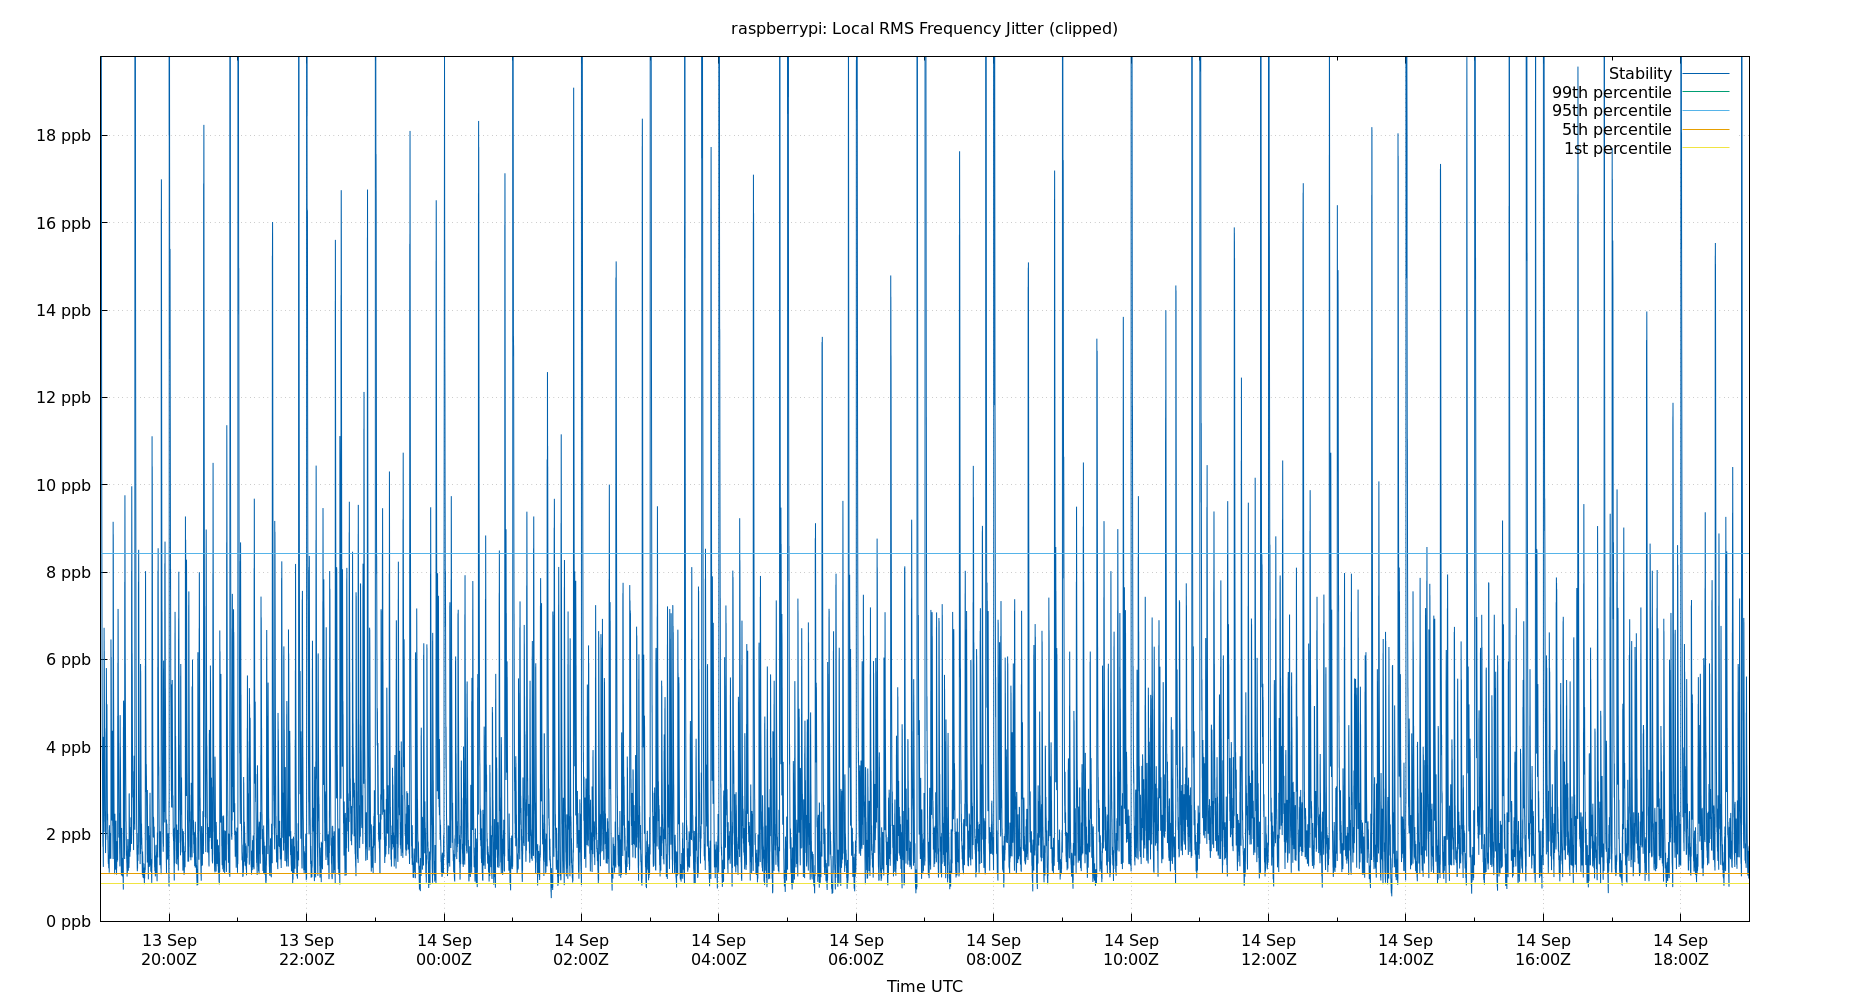 raspberrypi: Local RMS Frequency Jitter (clipped)
Stability
99th percentile
95th percentile
5th percentile
1st percentile
18 ppb
16 ppb
14 ppb
12 ppb
10 ppb
8 ppb
6 ppb
4 ppb
2 ppb
0 ppb
13 Sep 13 Sep 14 Sep 14 Sep 14 Sep 14 Sep 14 Sep 14 Sep 14 Sep 14 Sep 14 Sep 14 Sep
20:00Z 22:00Z 00:00Z 02:00Z 04:00Z 06:00Z 08:00Z 10:00Z 12:00Z 14:00Z 16:00Z 18:00Z
Time UTC